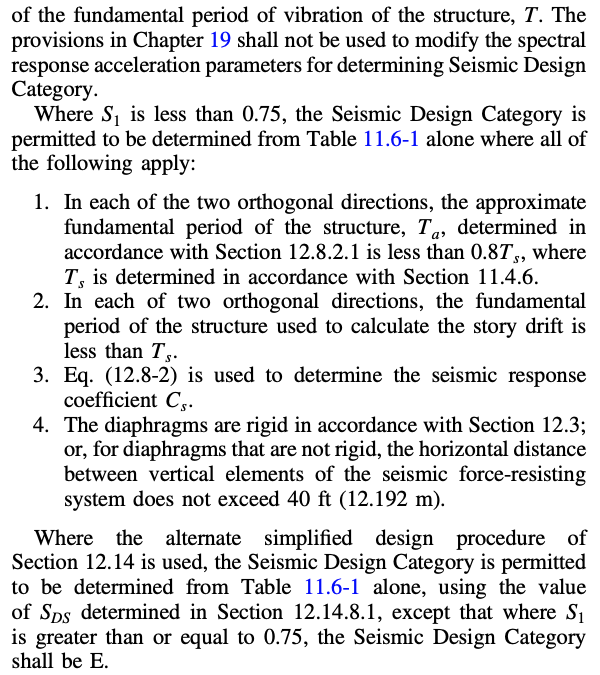 of the fundamental period of vibration of the structure, T. The
provisions in Chapter 19 shall not be used to modify the spectral
response acceleration parameters for determining Seismic Design
Category.
Where S₁ is less than 0.75, the Seismic Design Category is
permitted to be determined from Table 11.6-1 alone where all of
the following apply:
1. In each of the two orthogonal directions, the approximate
fundamental period of the structure, Tₐ, determined in
accordance with Section 12.8.2.1 is less than 0.8Tₛ, where
Tₛ is determined in accordance with Section 11.4.6.
2. In each of two orthogonal directions, the fundamental
period of the structure used to calculate the story drift is
less than Tₛ.
3. Eq. (12.8-2) is used to determine the seismic response
coefficient Cₛ.
4. The diaphragms are rigid in accordance with Section 12.3;
or, for diaphragms that are not rigid, the horizontal distance
between vertical elements of the seismic force-resisting
system does not exceed 40 ft (12.192 m).
Where the alternate simplified design procedure of
Section 12.14 is used, the Seismic Design Category is permitted
to be determined from Table 11.6-1 alone, using the value
of S_DS determined in Section 12.14.8.1, except that where S₁
is greater than or equal to 0.75, the Seismic Design Category
shall be E.